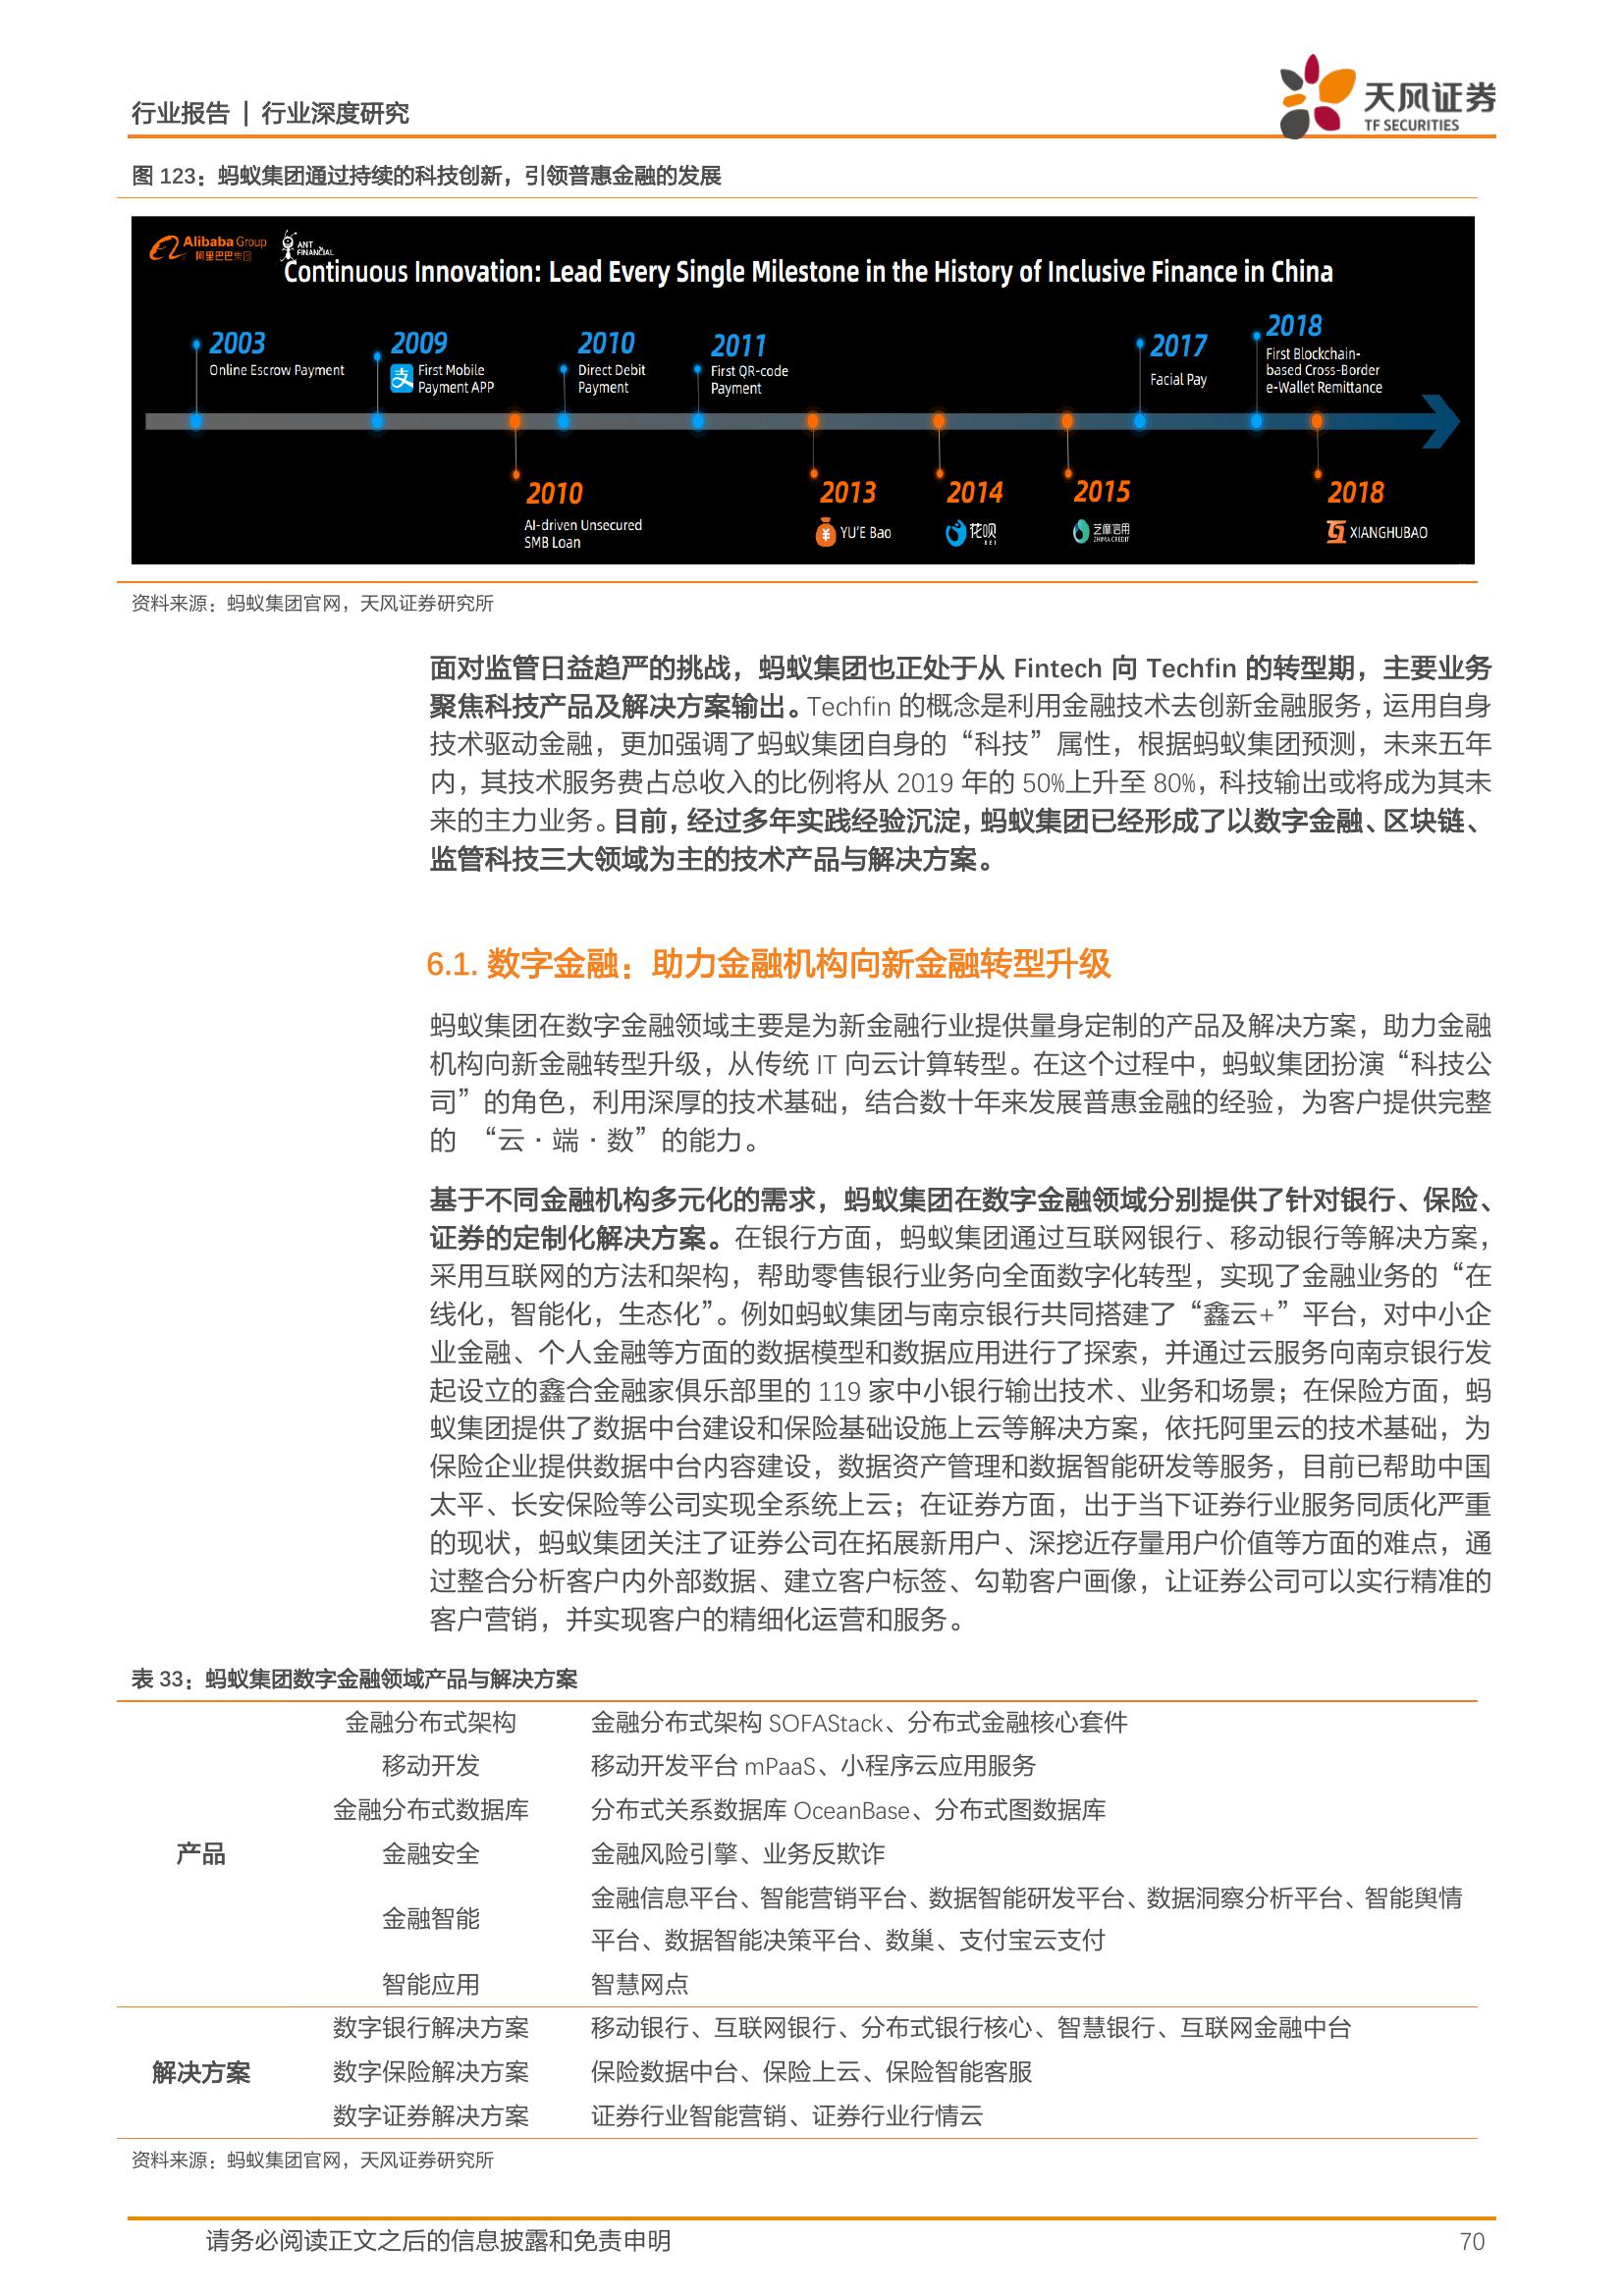 行业报告 | 行业深度研究
天风证券
TF SECURITIES
图 123：蚂蚁集团通过持续的科技创新，引领普惠金融的发展
Alibaba Group
阿里巴巴集团
ANT
FINANCIAL
Continuous Innovation: Lead Every Single Milestone in the History of Inclusive Finance in China
2003
Online Escrow Payment
2009
支
First Mobile
Payment APP
2010
Direct Debit
Payment
2011
First QR-code
Payment
2017
Facial Pay
2018
First Blockchain-
based Cross-Border
e-Wallet Remittance
2010
AI-driven Unsecured
SMB Loan
2013
YU'E Bao
2014
花呗
2015
芝麻信用
ZHIMA CREDIT
2018
XIANGHUBAO
资料来源：蚂蚁集团官网，天风证券研究所
面对监管日益趋严的挑战，蚂蚁集团也正处于从 Fintech 向 Techfin 的转型期，主要业务
聚焦科技产品及解决方案输出。Techfin 的概念是利用金融技术去创新金融服务，运用自身
技术驱动金融，更加强调了蚂蚁集团自身的“科技”属性，根据蚂蚁集团预测，未来五年
内，其技术服务费占总收入的比例将从 2019 年的 50%上升至 80%，科技输出或将成为其未
来的主力业务。目前，经过多年实践经验沉淀，蚂蚁集团已经形成了以数字金融、区块链、
监管科技三大领域为主的技术产品与解决方案。
6.1. 数字金融：助力金融机构向新金融转型升级
蚂蚁集团在数字金融领域主要是为新金融行业提供量身定制的产品及解决方案，助力金融
机构向新金融转型升级，从传统 IT 向云计算转型。在这个过程中，蚂蚁集团扮演“科技公
司”的角色，利用深厚的技术基础，结合数十年来发展普惠金融的经验，为客户提供完整
的 “云·端·数”的能力。
基于不同金融机构多元化的需求，蚂蚁集团在数字金融领域分别提供了针对银行、保险、
证券的定制化解决方案。在银行方面，蚂蚁集团通过互联网银行、移动银行等解决方案，
采用互联网的方法和架构，帮助零售银行业务向全面数字化转型，实现了金融业务的“在
线化，智能化，生态化”。例如蚂蚁集团与南京银行共同搭建了“鑫云+”平台，对中小企
业金融、个人金融等方面的数据模型和数据应用进行了探索，并通过云服务向南京银行发
起设立的鑫合金融家俱乐部里的 119 家中小银行输出技术、业务和场景；在保险方面，蚂
蚁集团提供了数据中台建设和保险基础设施上云等解决方案，依托阿里云的技术基础，为
保险企业提供数据中台内容建设，数据资产管理和数据智能研发等服务，目前已帮助中国
太平、长安保险等公司实现全系统上云；在证券方面，出于当下证券行业服务同质化严重
的现状，蚂蚁集团关注了证券公司在拓展新用户、深挖近存量用户价值等方面的难点，通
过整合分析客户内外部数据、建立客户标签、勾勒客户画像，让证券公司可以实行精准的
客户营销，并实现客户的精细化运营和服务。
表 33：蚂蚁集团数字金融领域产品与解决方案
产品
金融分布式架构 金融分布式架构 SOFAStack、分布式金融核心套件
移动开发 移动开发平台 mPaaS、小程序云应用服务
金融分布式数据库 分布式关系数据库 OceanBase、分布式图数据库
金融安全 金融风险引擎、业务反欺诈
金融智能 金融信息平台、智能营销平台、数据智能研发平台、数据洞察分析平台、智能舆情
平台、数据智能决策平台、数巢、支付宝云支付
智能应用 智慧网点
解决方案
数字银行解决方案 移动银行、互联网银行、分布式银行核心、智慧银行、互联网金融中台
数字保险解决方案 保险数据中台、保险上云、保险智能客服
数字证券解决方案 证券行业智能营销、证券行业行情云
资料来源：蚂蚁集团官网，天风证券研究所
请务必阅读正文之后的信息披露和免责申明
70